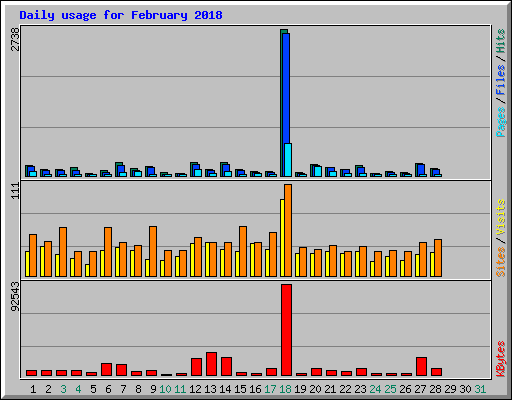 Daily usage for February 2018
2738
Pages / Files / Hits
111
Sites / Visits
92543
KBytes
1 2 3 4 5 6 7 8 9 10 11 12 13 14 15 16 17 18 19 20 21 22 23 24 25 26 27 28 29 30 31